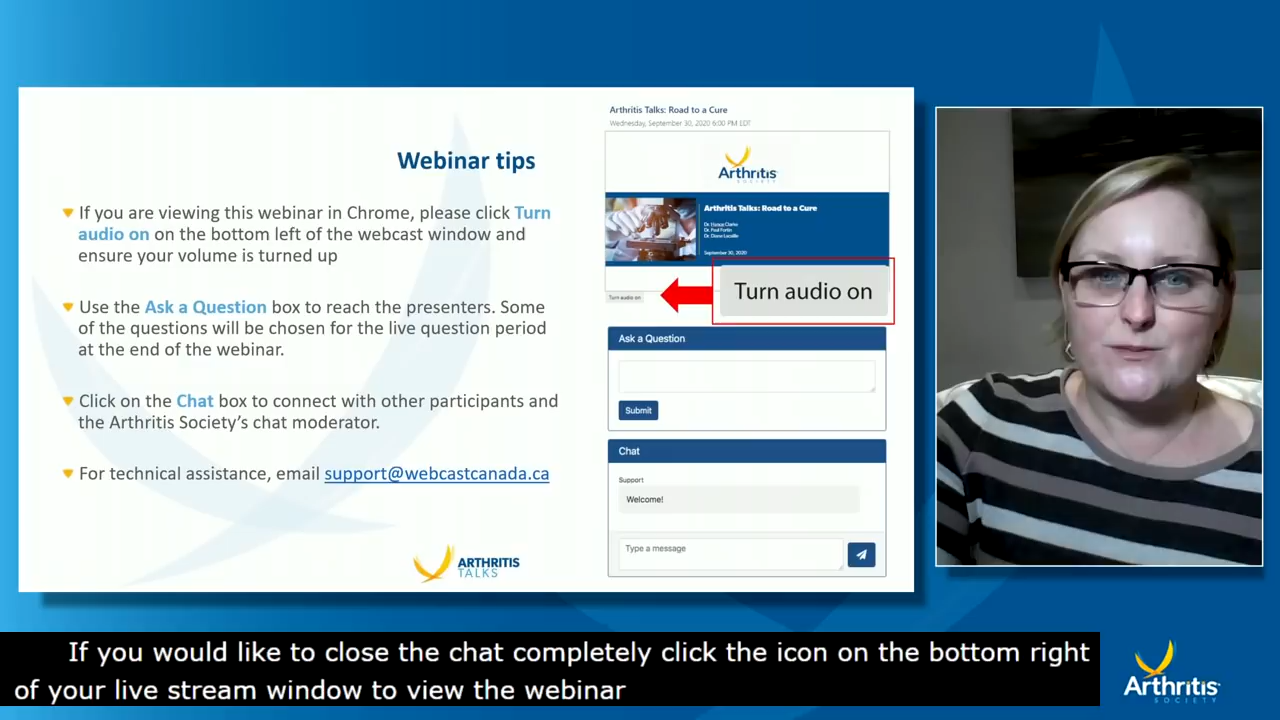 Webinar tips
If you are viewing this webinar in Chrome, please click Turn
audio on on the bottom left of the webcast window and
ensure your volume is turned up
Use the Ask a Question box to reach the presenters. Some
of the questions will be chosen for the live question period
at the end of the webinar.
Click on the Chat box to connect with other participants and
the Arthritis Society’s chat moderator.
For technical assistance, email support@webcastcanada.ca
ARTHRITIS
TALKS
Arthritis Talks: Road to a Cure
Wednesday, September 30, 2020 6:00 PM EDT
Arthritis
SOCIETY
Arthritis Talks: Road to a Cure
Dr. Paul Fortin
Dr. Diane Lacaille
September 30, 2020
Turn audio on
Turn audio on
Ask a Question
Submit
Chat
Support
Welcome!
Type a message
If you would like to close the chat completely click the icon on the bottom right
of your live stream window to view the webinar
Arthritis
SOCIETY